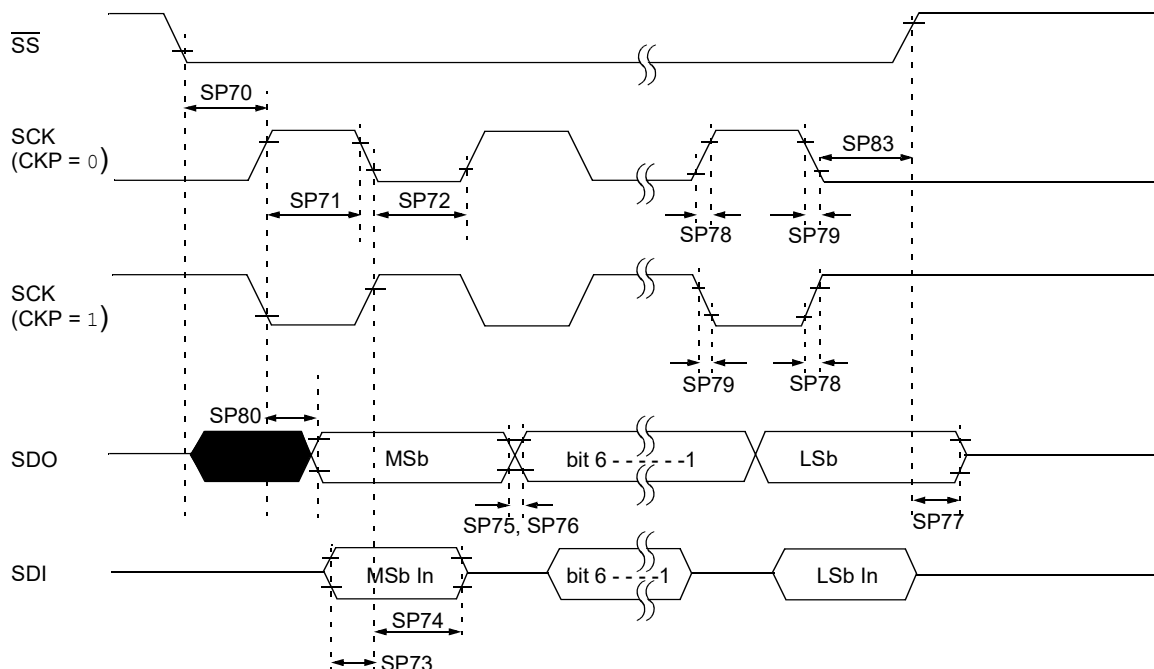 SS
SP70
SCK
(CKP = 0)
SP83
SP71
SP72
SP78
SP79
SCK
(CKP = 1)
SP79
SP78
SP80
SDO
MSb
bit 6 - - - - - -1
LSb
SP75, SP76
SP77
SDI
MSb In
bit 6 - - - -1
LSb In
SP74
SP73